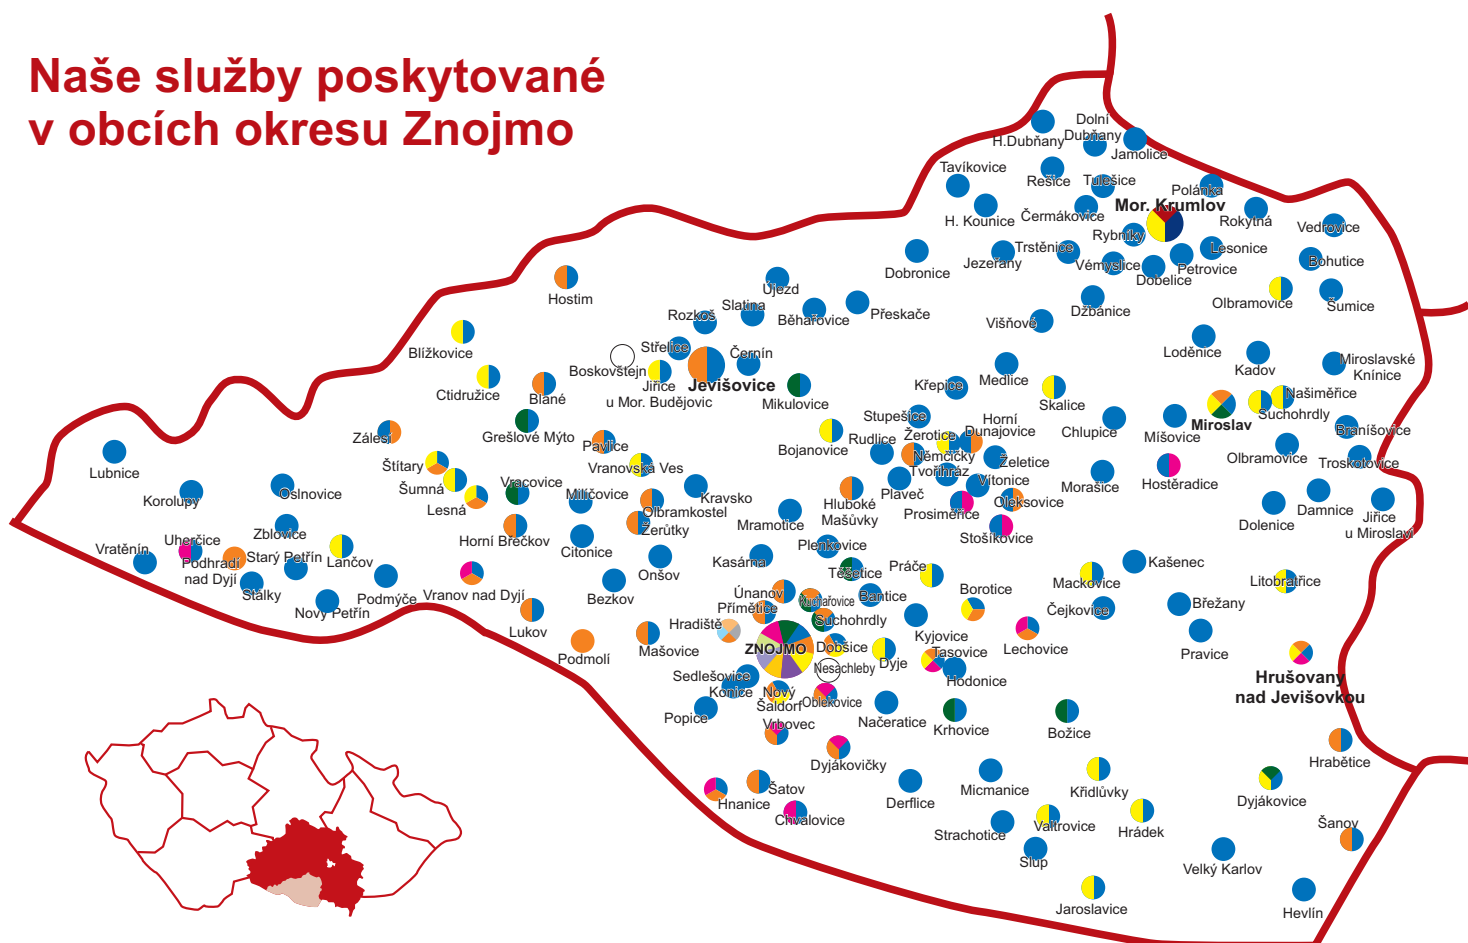 Naše služby poskytované
v obcích okresu Znojmo
H.Dubňany
Dolní
Dubňany
Jamolice
Tavíkovice
Rešice
Tulešice
Polánka
Mor. Krumlov
H. Kounice
Čermákovice
Rybníky
Rokytná
Vedrovice
Dobronice
Jezeřany
Trstěnice
Vémyslice
Dobelice
Petrovice
Lesonice
Bohutice
Hostim
Újezd
Slatina
Rozkoš
Běhařovice
Přeskače
Džbánice
Višňové
Olbramovice
Šumice
Blížkovice
Boskovštejn
Střelice
Černín
Jiřice
u Mor. Budějovic
Jevišovice
Mikulovice
Loděnice
Kadov
Miroslavské
Knínice
Ctidružice
Blané
Křepice
Medlice
Skalice
Našiměřice
Suchohrdly
Miroslav
Grešlové Mýto
Stupešice
Horní
Dunajovice
Chlupice
Míšovice
Branišovice
Zálesí
Pavlice
Bojanovice
Rudlice
Žerotice
Němčičky
Želetice
Olbramovice
Troskotovice
Lubnice
Štítary
Vranovská Ves
Tvořihráz
Vítonice
Morašice
Hostěradice
Šumná
Vracovice
Milíčovice
Kravsko
Plaveč
Korolupy
Oslnovice
Lesná
Olbramkostel
Hluboké
Mašůvky
Prosiměřice
Oleksovice
Dolenice
Damnice
Jiřice
u Miroslavi
Zblovice
Horní Břečkov
Žerůtky
Mramotice
Stošíkovice
Vratěnín
Uherčice
Podhradí
nad Dyjí
Starý Petřín
Lančov
Citonice
Plenkovice
Kasárna
Onšov
Těšetice
Práče
Kašenec
Stálky
Podmýče
Vranov nad Dyjí
Bezkov
Únanov
Kuchařovice
Bantice
Borotice
Mackovice
Litobratřice
Nový Petřín
Přímětice
Suchohrdly
Čejkovice
Břežany
Lukov
Hradiště
Kyjovice
Lechovice
Pravice
Podmolí
Mašovice
ZNOJMO
Dobšice
Dyje
Tasovice
Hodonice
Nesachleby
Sedlešovice
Konice
Nový
Šaldorf
Oblekovice
Hrušovany
nad Jevišovkou
Popice
Vrbovec
Načeratice
Krhovice
Božice
Dyjákovičky
Hrabětice
Hnanice
Šatov
Derflice
Micmanice
Křidlůvky
Dyjákovice
Chvalovice
Strachotice
Valtrovice
Hrádek
Šanov
Slup
Velký Karlov
Jaroslavice
Hevlín